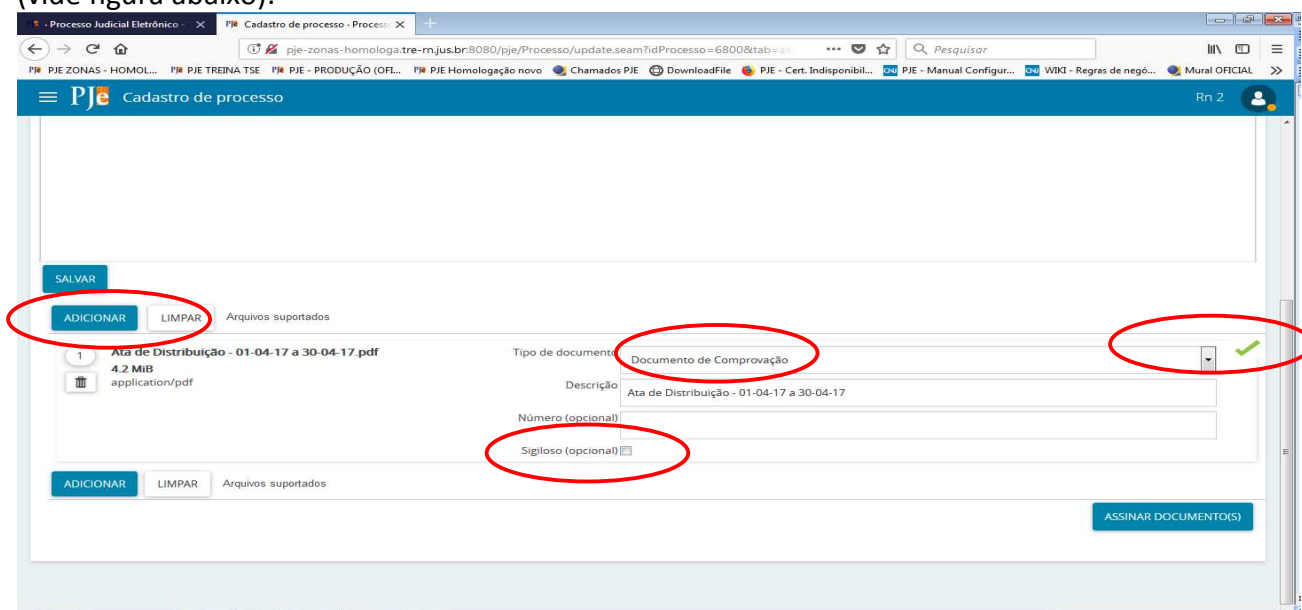 (vide figura abaixo).
· Processo Judicial Eletrônico - ×
PJe Cadastro de processo · Process ×
pje-zonas-homologa.tre-rn.jus.br:8080/pje/Processo/update.seam?idProcesso=6800&tab=a
Pesquisar
PJE ZONAS - HOMOL... PJE TREINA TSE PJE - PRODUÇÃO (OFI... PJE Homologação novo Chamados PJE DownloadFile PJE - Cert. Indisponibil... PJE - Manual Configur... WIKI - Regras de negó... Mural OFICIAL >>
PJe Cadastro de processo Rn 2
SALVAR
ADICIONAR LIMPAR Arquivos suportados
1 Ata de Distribuição - 01-04-17 a 30-04-17.pdf
4.2 MiB
application/pdf
Tipo de documento Documento de Comprovação
Descrição Ata de Distribuição - 01-04-17 a 30-04-17
Número (opcional)
Sigiloso (opcional)
ADICIONAR LIMPAR Arquivos suportados
ASSINAR DOCUMENTO(S)